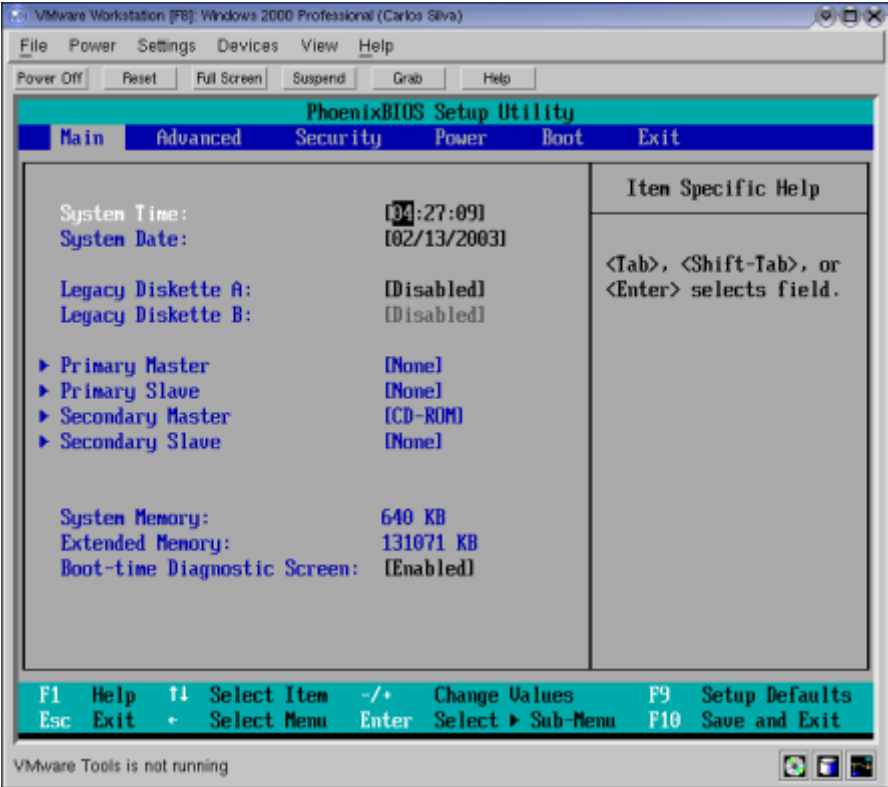 VMware Workstation [F8]: Windows 2000 Professional (Carlos Silva)
File Power Settings Devices View Help
Power Off Reset Full Screen Suspend Grab Help
PhoenixBIOS Setup Utility
Main Advanced Security Power Boot Exit
Item Specific Help
System Time: [04:27:09]
System Date: [02/13/2003]
<Tab>, <Shift-Tab>, or
<Enter> selects field.
Legacy Diskette A: [Disabled]
Legacy Diskette B: [Disabled]
Primary Master [None]
Primary Slave [None]
Secondary Master [CD-ROM]
Secondary Slave [None]
System Memory: 640 KB
Extended Memory: 131071 KB
Boot-time Diagnostic Screen: [Enabled]
F1 Help ↑↓ Select Item -/+ Change Values F9 Setup Defaults
Esc Exit ← Select Menu Enter Select ▶ Sub-Menu F10 Save and Exit
VMware Tools is not running